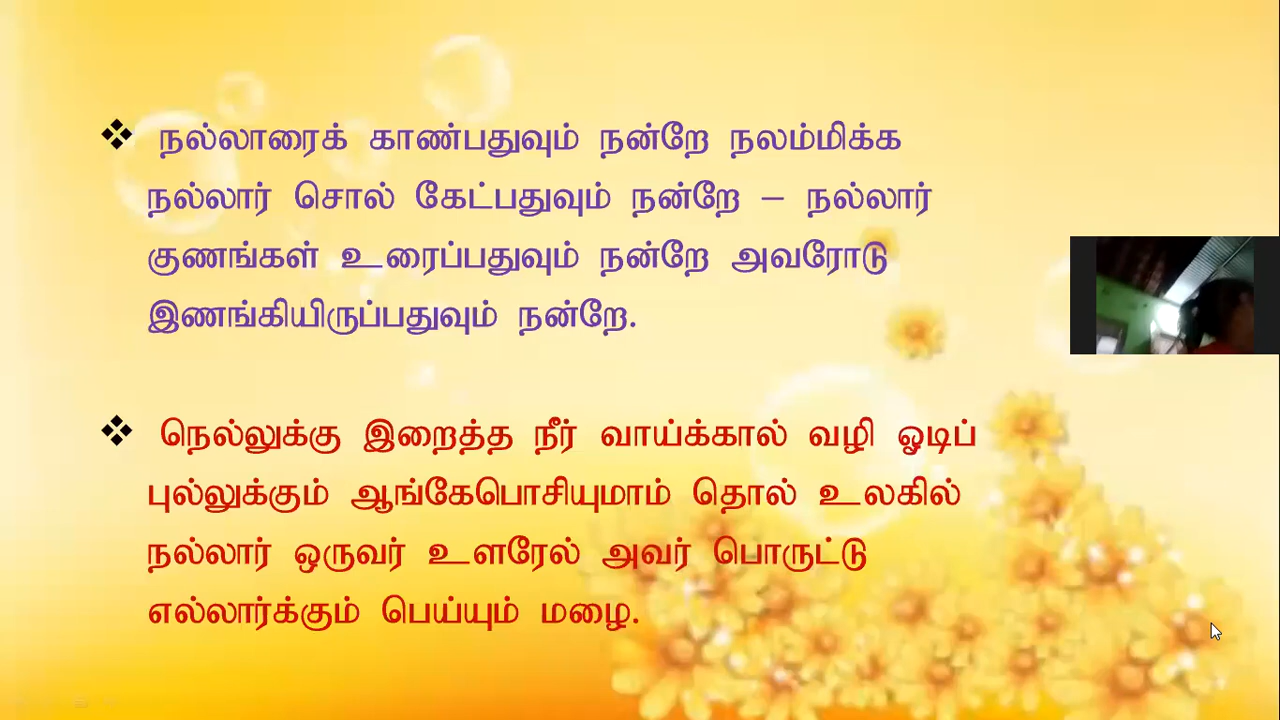 ❖ நல்லாரைக் காண்பதுவும் நன்றே நலம்மிக்க
நல்லார் சொல் கேட்பதுவும் நன்றே – நல்லார்
குணங்கள் உரைப்பதுவும் நன்றே அவரோடு
இணங்கியிருப்பதுவும் நன்றே.
❖ நெல்லுக்கு இறைத்த நீர் வாய்க்கால் வழி ஓடிப்
புல்லுக்கும் ஆங்கேபொசியுமாம் தொல் உலகில்
நல்லார் ஒருவர் உளரேல் அவர் பொருட்டு
எல்லார்க்கும் பெய்யும் மழை.